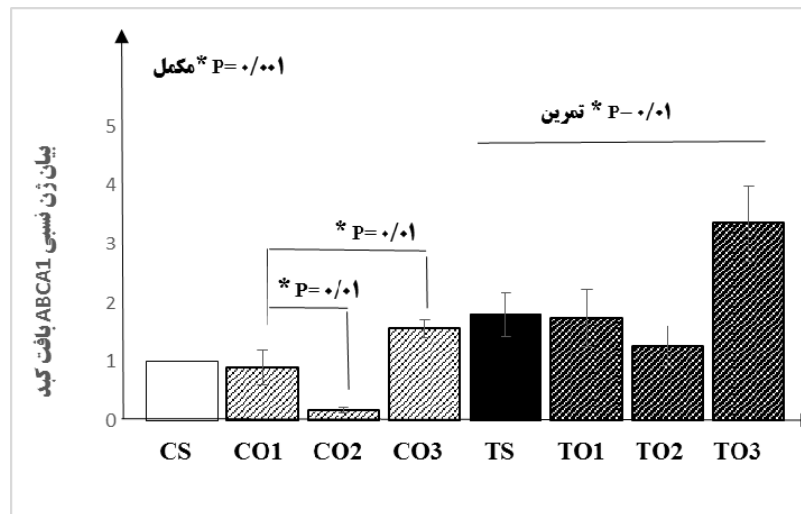 مکمل* P= ۰/۰۰۱
تمرین * P– ۰/۰۱
* P= ۰/۰۱
* P= ۰/۰۱
بیان ژن نسبی ABCA1 بافت کبد
5
4
3
2
1
0
CS CO1 CO2 CO3 TS TO1 TO2 TO3